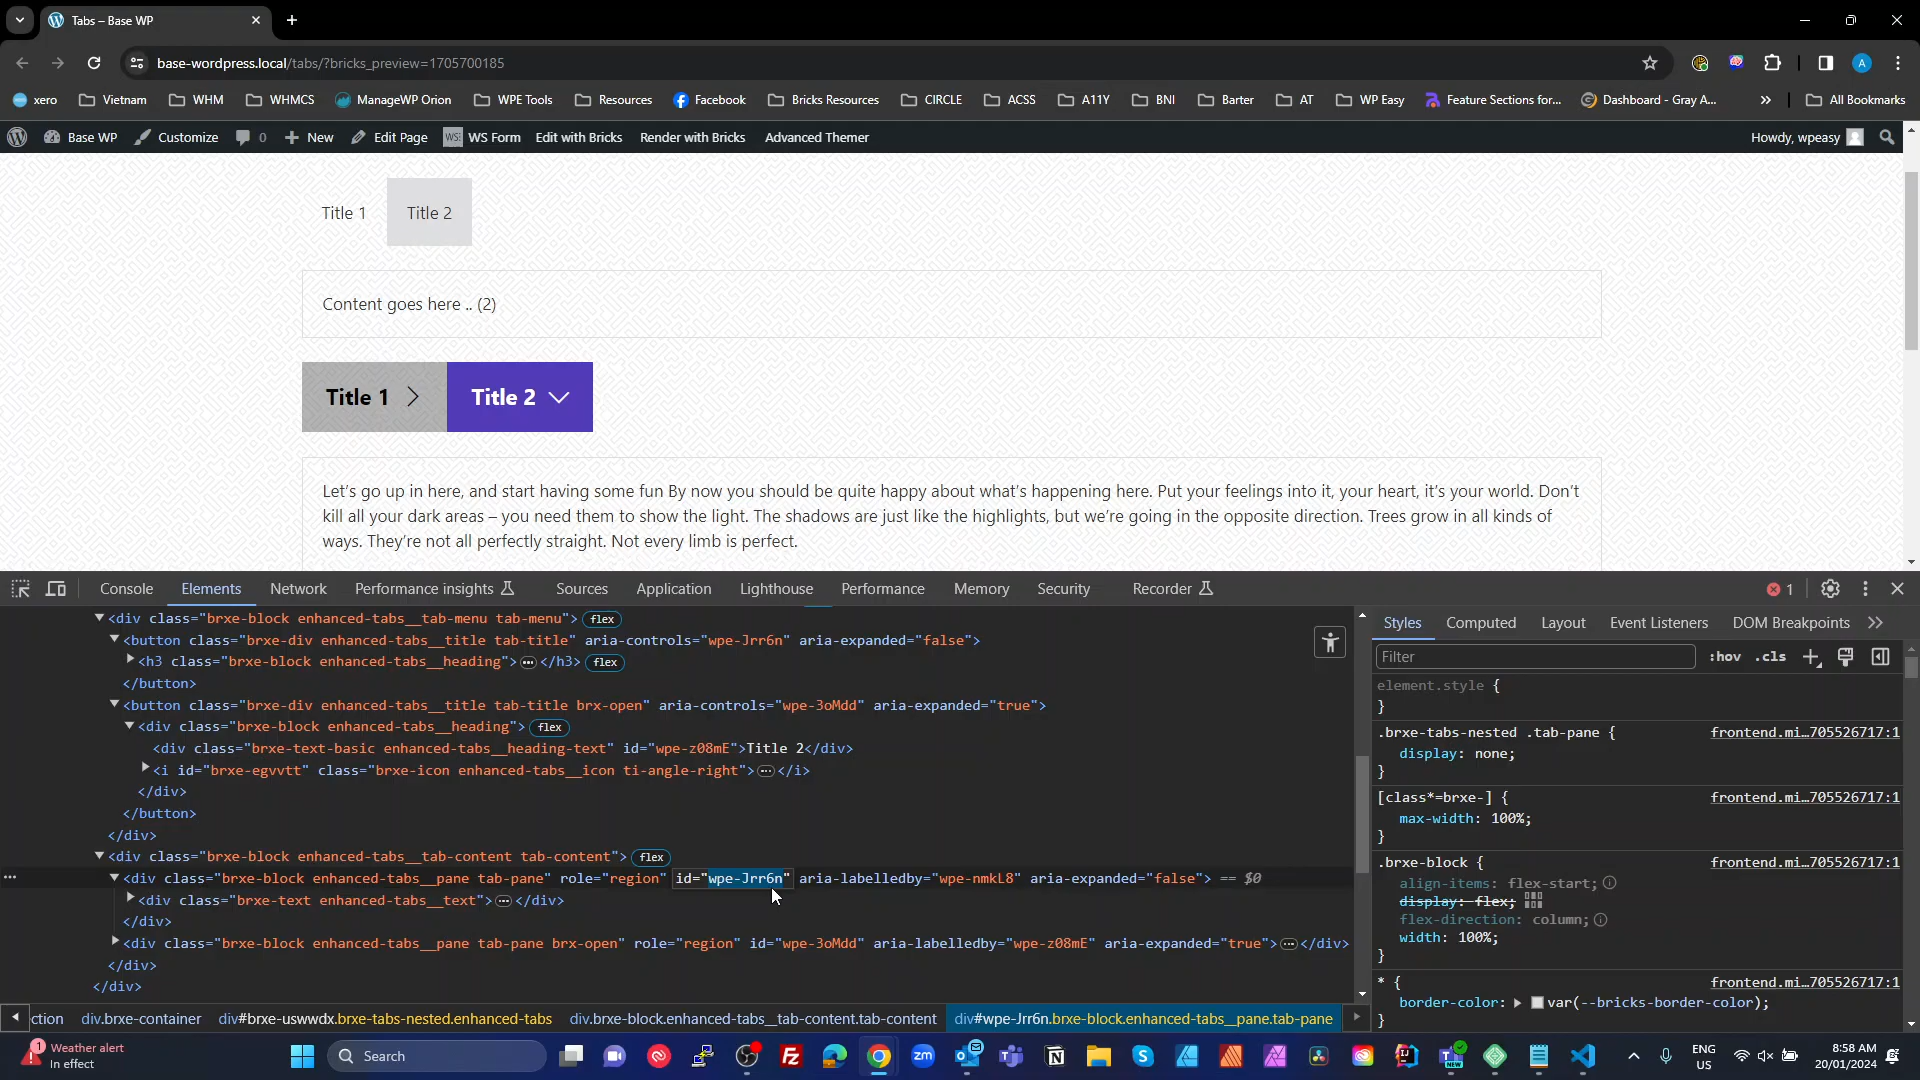 Tabs – Base WP
base-wordpress.local/tabs/?bricks_preview=1705700185
A
xero
Vietnam
WHM
WHMCS
ManageWP Orion
WPE Tools
Resources
Facebook
Bricks Resources
CIRCLE
ACSS
A11Y
BNI
Barter
AT
WP Easy
Feature Sections for...
Dashboard - Gray A...
All Bookmarks
Base WP
Customize
0
New
Edit Page
WS Form
Edit with Bricks
Render with Bricks
Advanced Themer
Howdy, wpeasy
Title 1
Title 2
Content goes here .. (2)
Title 1
Title 2
Let's go up in here, and start having some fun By now you should be quite happy about what's happening here. Put your feelings into it, your heart, it's your world. Don't
kill all your dark areas – you need them to show the light. The shadows are just like the highlights, but we're going in the opposite direction. Trees grow in all kinds of
ways. They're not all perfectly straight. Not every limb is perfect.
Console
Elements
Network
Performance insights
Sources
Application
Lighthouse
Performance
Memory
Security
Recorder
1
<div class="brxe-block enhanced-tabs__tab-menu tab-menu"> flex
<button class="brxe-div enhanced-tabs__title tab-title" aria-controls="wpe-Jrr6n" aria-expanded="false">
<h3 class="brxe-block enhanced-tabs__heading"> … </h3> flex
</button>
<button class="brxe-div enhanced-tabs__title tab-title brx-open" aria-controls="wpe-3oMdd" aria-expanded="true">
<div class="brxe-block enhanced-tabs__heading"> flex
<div class="brxe-text-basic enhanced-tabs__heading-text" id="wpe-z08mE">Title 2</div>
<i id="brxe-egvvtt" class="brxe-icon enhanced-tabs__icon ti-angle-right"> … </i>
</div>
</button>
</div>
<div class="brxe-block enhanced-tabs__tab-content tab-content"> flex
<div class="brxe-block enhanced-tabs__pane tab-pane" role="region" id="wpe-Jrr6n" aria-labelledby="wpe-nmkL8" aria-expanded="false"> == $0
<div class="brxe-text enhanced-tabs__text"> … </div>
</div>
<div class="brxe-block enhanced-tabs__pane tab-pane brx-open" role="region" id="wpe-3oMdd" aria-labelledby="wpe-z08mE" aria-expanded="true"> … </div>
</div>
</div>
ction
div.brxe-container
div#brxe-uswwdx.brxe-tabs-nested.enhanced-tabs
div.brxe-block.enhanced-tabs__tab-content.tab-content
div#wpe-Jrr6n.brxe-block.enhanced-tabs__pane.tab-pane
Styles
Computed
Layout
Event Listeners
DOM Breakpoints
Filter
:hov
.cls
element.style {
}
.brxe-tabs-nested .tab-pane {
frontend.mi…705526717:1
display: none;
}
[class*=brxe-] {
frontend.mi…705526717:1
max-width: 100%;
}
.brxe-block {
frontend.mi…705526717:1
align-items: flex-start;
display: flex;
flex-direction: column;
width: 100%;
}
* {
frontend.mi…705526717:1
border-color: var(--bricks-border-color);
}
1
Weather alert
In effect
Search
ENG
US
8:58 AM
20/01/2024